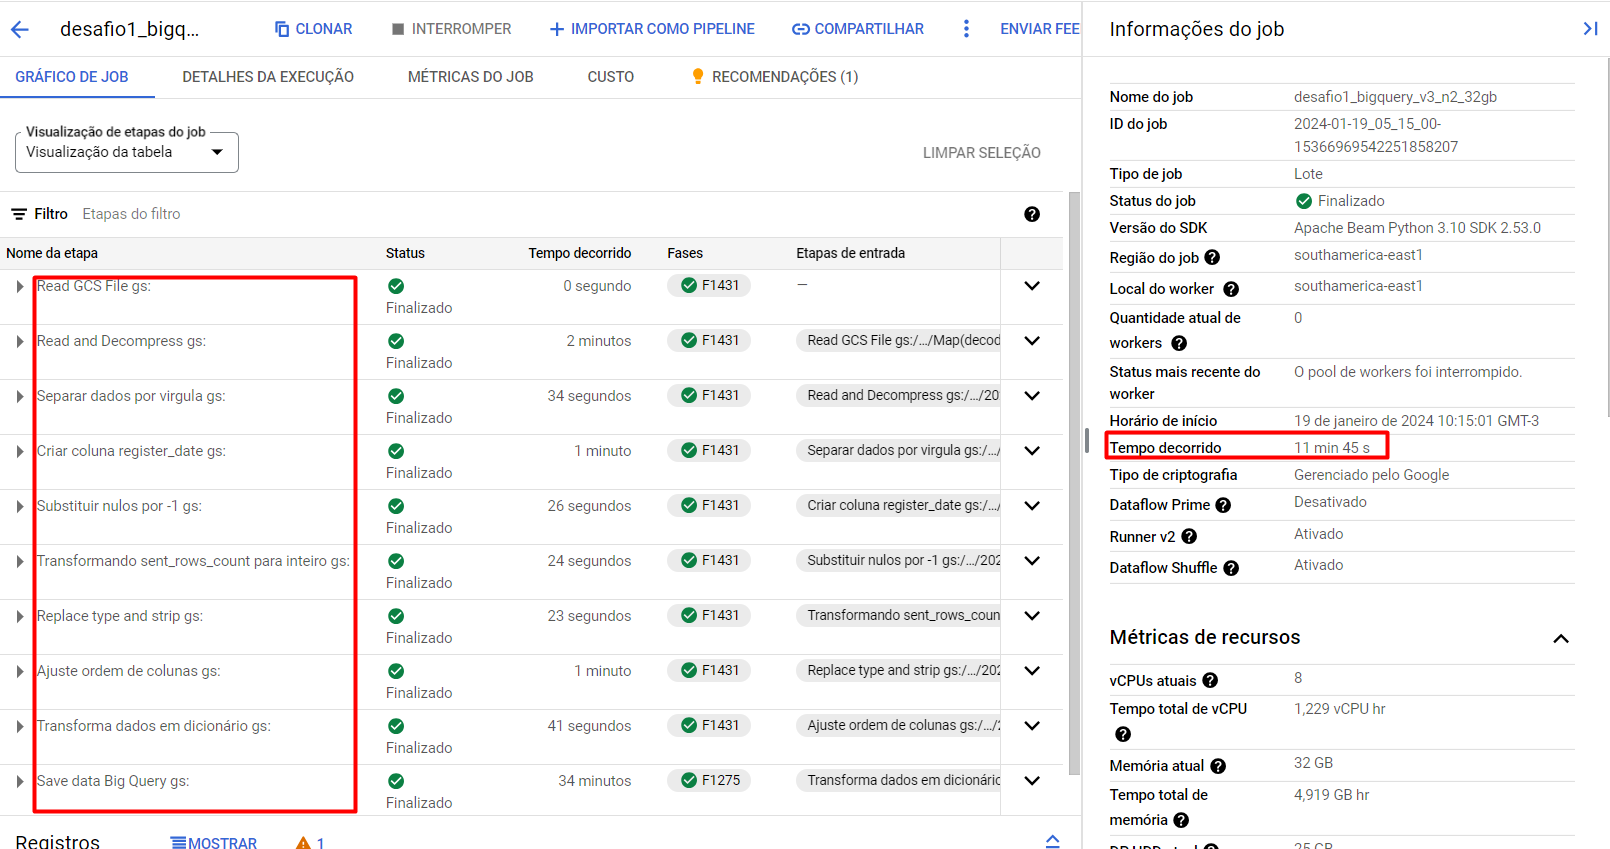 desafio1_bigq...
CLONAR
INTERROMPER
IMPORTAR COMO PIPELINE
COMPARTILHAR
ENVIAR FEE
GRÁFICO DE JOB
DETALHES DA EXECUÇÃO
MÉTRICAS DO JOB
CUSTO
RECOMENDAÇÕES (1)
Visualização de etapas do job
Visualização da tabela
LIMPAR SELEÇÃO
Filtro Etapas do filtro
Nome da etapa Status Tempo decorrido Fases Etapas de entrada
Read GCS File gs: Finalizado 0 segundo F1431 —
Read and Decompress gs: Finalizado 2 minutos F1431 Read GCS File gs:/.../Map(decod
Separar dados por virgula gs: Finalizado 34 segundos F1431 Read and Decompress gs:/.../20
Criar coluna register_date gs: Finalizado 1 minuto F1431 Separar dados por virgula gs:/.../
Substituir nulos por -1 gs: Finalizado 26 segundos F1431 Criar coluna register_date gs:/.../
Transformando sent_rows_count para inteiro gs: Finalizado 24 segundos F1431 Substituir nulos por -1 gs:/.../202
Replace type and strip gs: Finalizado 23 segundos F1431 Transformando sent_rows_coun
Ajuste ordem de colunas gs: Finalizado 1 minuto F1431 Replace type and strip gs:/.../202
Transforma dados em dicionário gs: Finalizado 41 segundos F1431 Ajuste ordem de colunas gs:/.../2
Save data Big Query gs: Finalizado 34 minutos F1275 Transforma dados em dicionário
Registros
MOSTRAR
1
Informações do job
Nome do job desafio1_bigquery_v3_n2_32gb
ID do job 2024-01-19_05_15_00-
15366969542251858207
Tipo de job Lote
Status do job Finalizado
Versão do SDK Apache Beam Python 3.10 SDK 2.53.0
Região do job southamerica-east1
Local do worker southamerica-east1
Quantidade atual de 0
workers
Status mais recente do O pool de workers foi interrompido.
worker
Horário de início 19 de janeiro de 2024 10:15:01 GMT-3
Tempo decorrido 11 min 45 s
Tipo de criptografia Gerenciado pelo Google
Dataflow Prime Desativado
Runner v2 Ativado
Dataflow Shuffle Ativado
Métricas de recursos
vCPUs atuais 8
Tempo total de vCPU 1,229 vCPU hr
Memória atual 32 GB
Tempo total de 4,919 GB hr
memória
25 GB